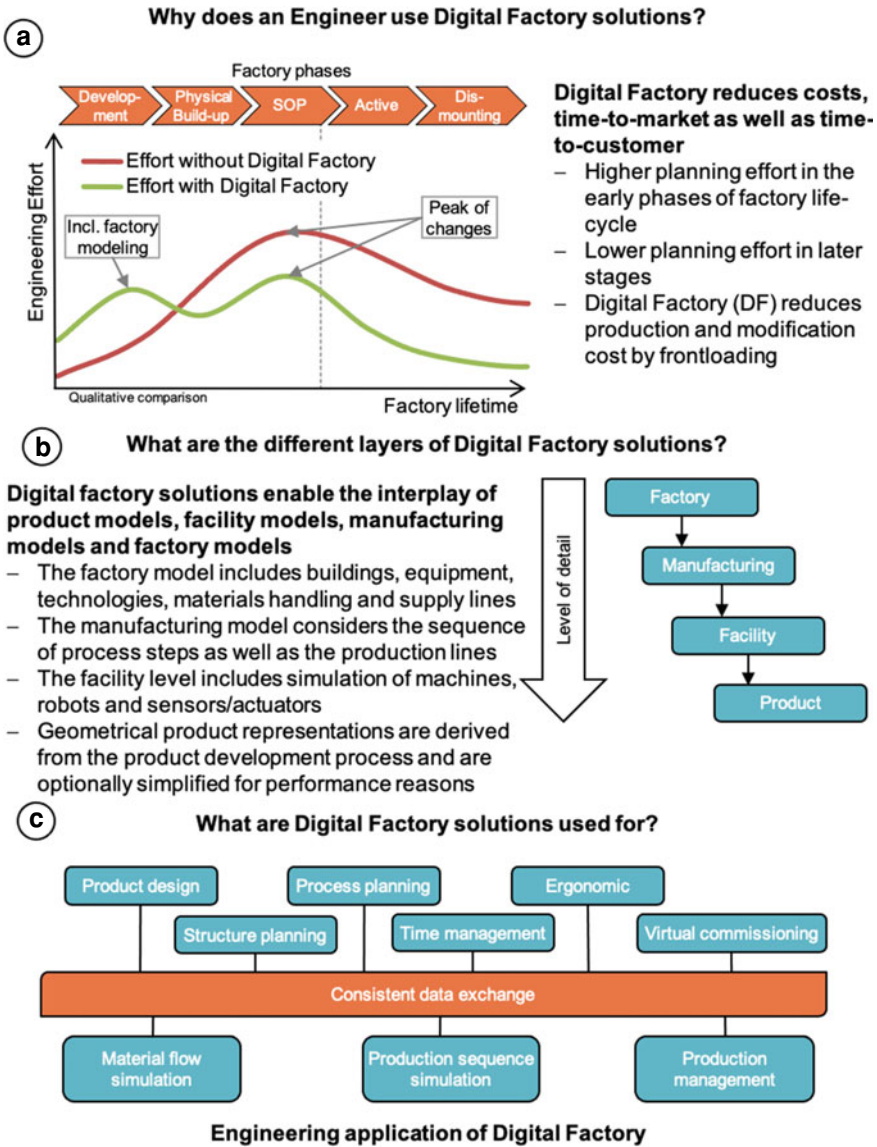 Why does an Engineer use Digital Factory solutions?
a
Factory phases
Develop-
ment
Physical
Build-up
SOP
Active
Dis-
mounting
Engineering Effort
Effort without Digital Factory
Effort with Digital Factory
Incl. factory
modeling
Peak of
changes
Qualitative comparison
Factory lifetime
Digital Factory reduces costs,
time-to-market as well as time-
to-customer
– Higher planning effort in the
early phases of factory life-
cycle
– Lower planning effort in later
stages
– Digital Factory (DF) reduces
production and modification
cost by frontloading
b
What are the different layers of Digital Factory solutions?
Digital factory solutions enable the interplay of
product models, facility models, manufacturing
models and factory models
– The factory model includes buildings, equipment,
technologies, materials handling and supply lines
– The manufacturing model considers the sequence
of process steps as well as the production lines
– The facility level includes simulation of machines,
robots and sensors/actuators
– Geometrical product representations are derived
from the product development process and are
optionally simplified for performance reasons
Level of detail
Factory
Manufacturing
Facility
Product
c
What are Digital Factory solutions used for?
Product design
Process planning
Ergonomic
Structure planning
Time management
Virtual commissioning
Consistent data exchange
Material flow
simulation
Production sequence
simulation
Production
management
Engineering application of Digital Factory